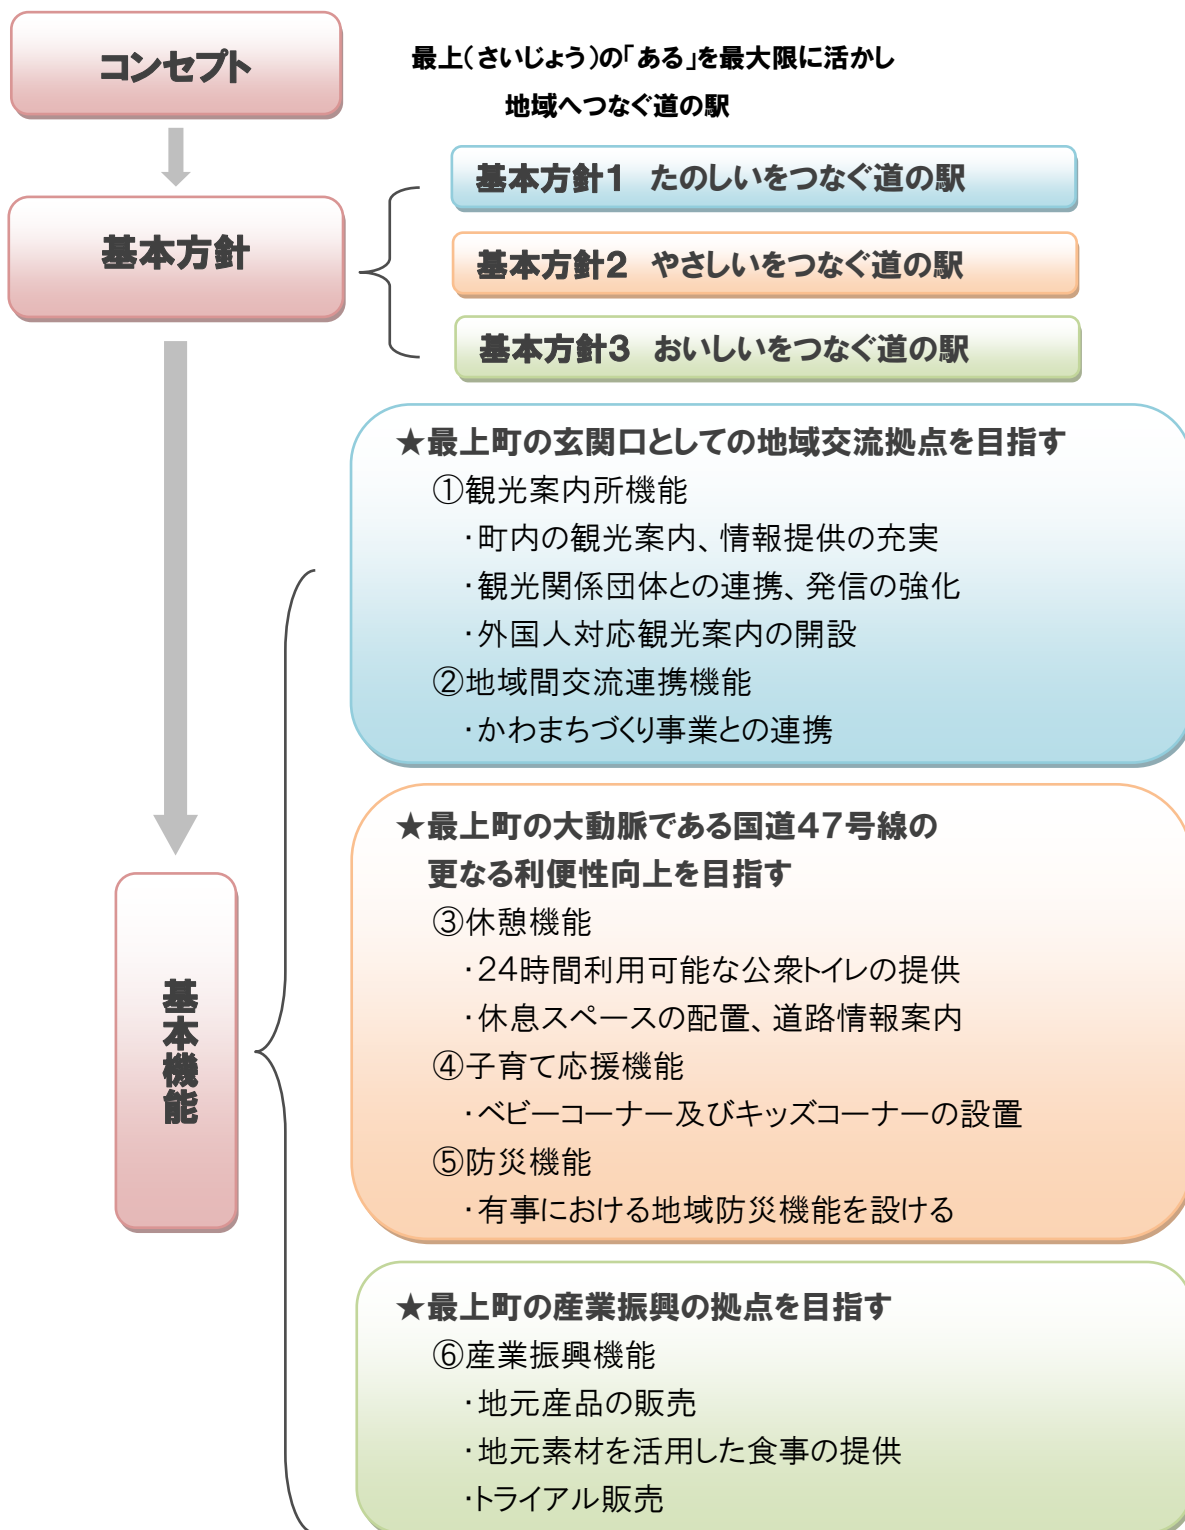 コンセプト
最上(さいじょう)の「ある」を最大限に活かし
地域へつなぐ道の駅
基本方針
基本方針1 たのしいをつなぐ道の駅
基本方針2 やさしいをつなぐ道の駅
基本方針3 おいしいをつなぐ道の駅
基本機能
★最上町の玄関口としての地域交流拠点を目指す
①観光案内所機能
・町内の観光案内、情報提供の充実
・観光関係団体との連携、発信の強化
・外国人対応観光案内の開設
②地域間交流連携機能
・かわまちづくり事業との連携
★最上町の大動脈である国道47号線の
更なる利便性向上を目指す
③休憩機能
・24時間利用可能な公衆トイレの提供
・休息スペースの配置、道路情報案内
④子育て応援機能
・ベビーコーナー及びキッズコーナーの設置
⑤防災機能
・有事における地域防災機能を設ける
★最上町の産業振興の拠点を目指す
⑥産業振興機能
・地元産品の販売
・地元素材を活用した食事の提供
・トライアル販売